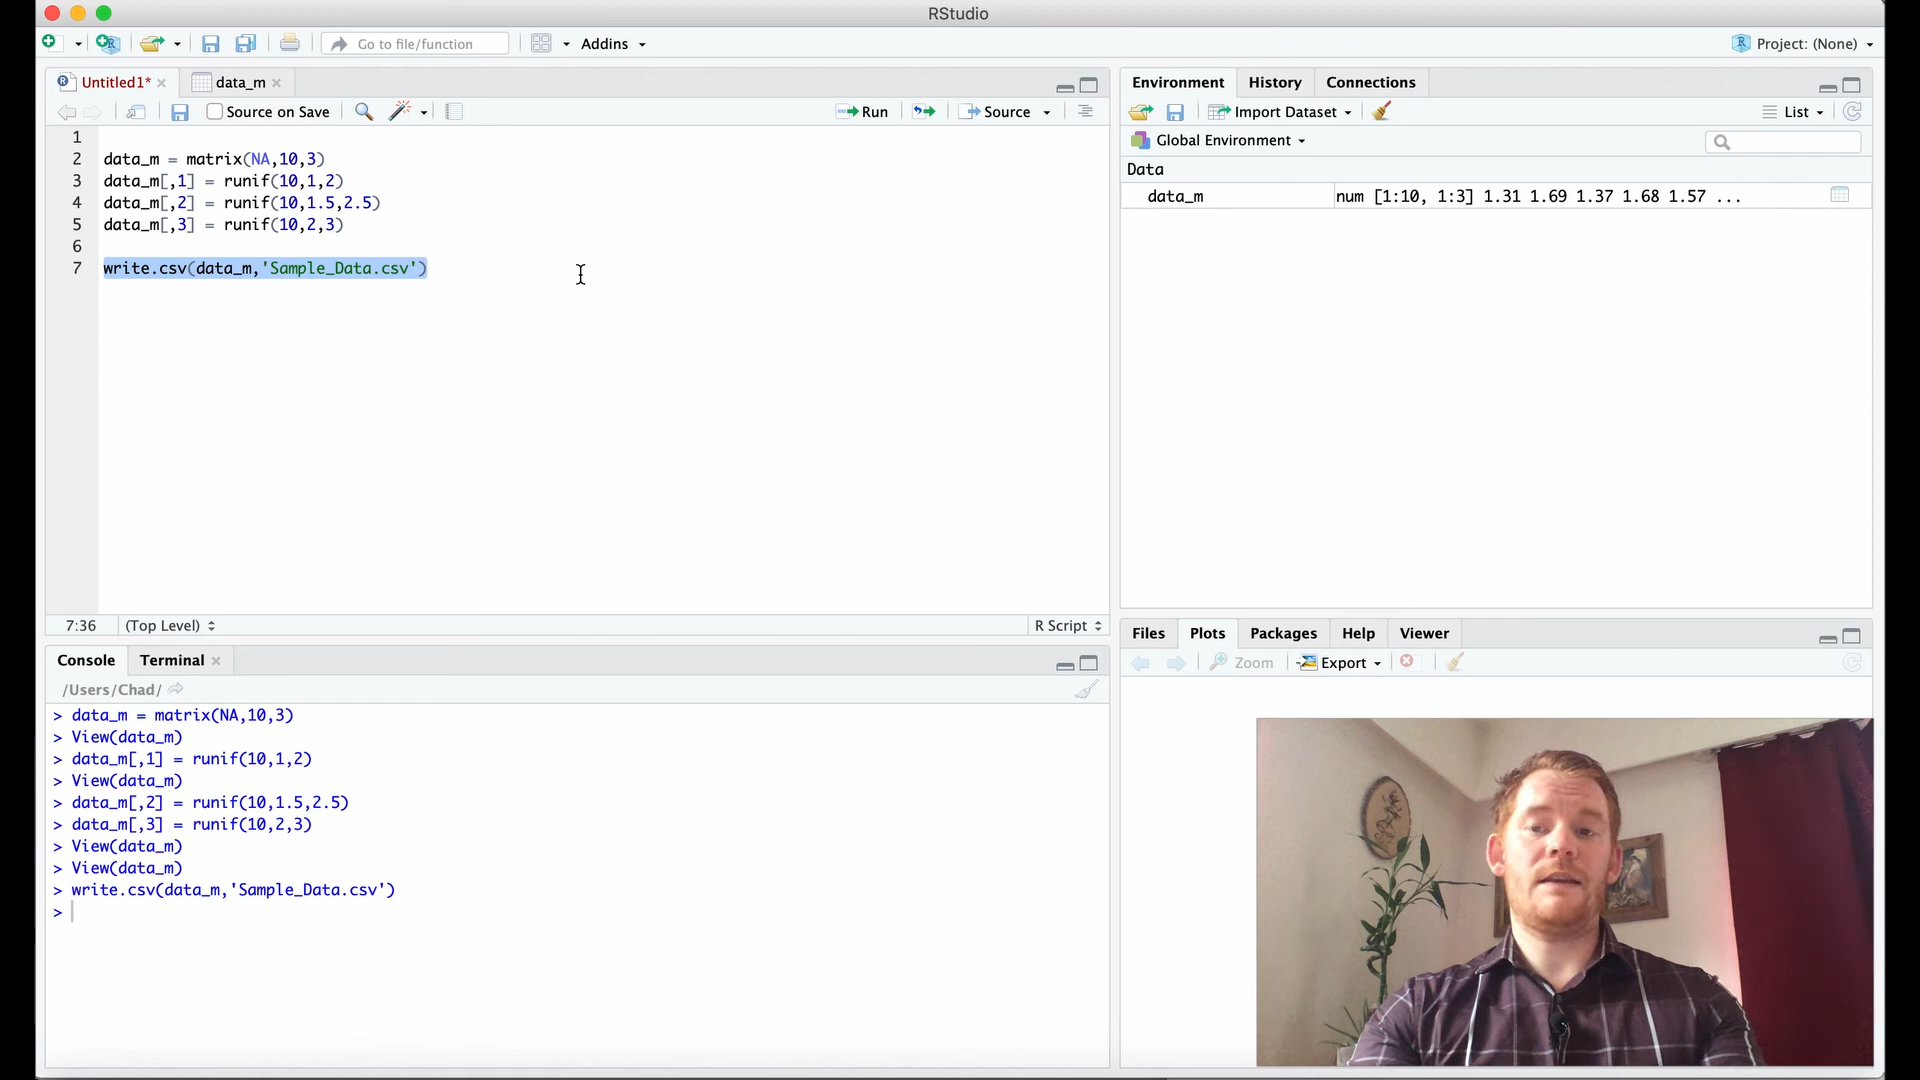 RStudio
Go to file/function
Addins
Project: (None)
Untitled1*
data_m
Source on Save
Run
Source
1
2 data_m = matrix(NA,10,3)
3 data_m[,1] = runif(10,1,2)
4 data_m[,2] = runif(10,1.5,2.5)
5 data_m[,3] = runif(10,2,3)
6
7 write.csv(data_m,'Sample_Data.csv')
7:36 (Top Level) R Script
Console Terminal
/Users/Chad/
> data_m = matrix(NA,10,3)
> View(data_m)
> data_m[,1] = runif(10,1,2)
> View(data_m)
> data_m[,2] = runif(10,1.5,2.5)
> data_m[,3] = runif(10,2,3)
> View(data_m)
> View(data_m)
> write.csv(data_m,'Sample_Data.csv')
>
Environment History Connections
Import Dataset
List
Global Environment
Data
data_m num [1:10, 1:3] 1.31 1.69 1.37 1.68 1.57 ...
Files Plots Packages Help Viewer
Zoom Export